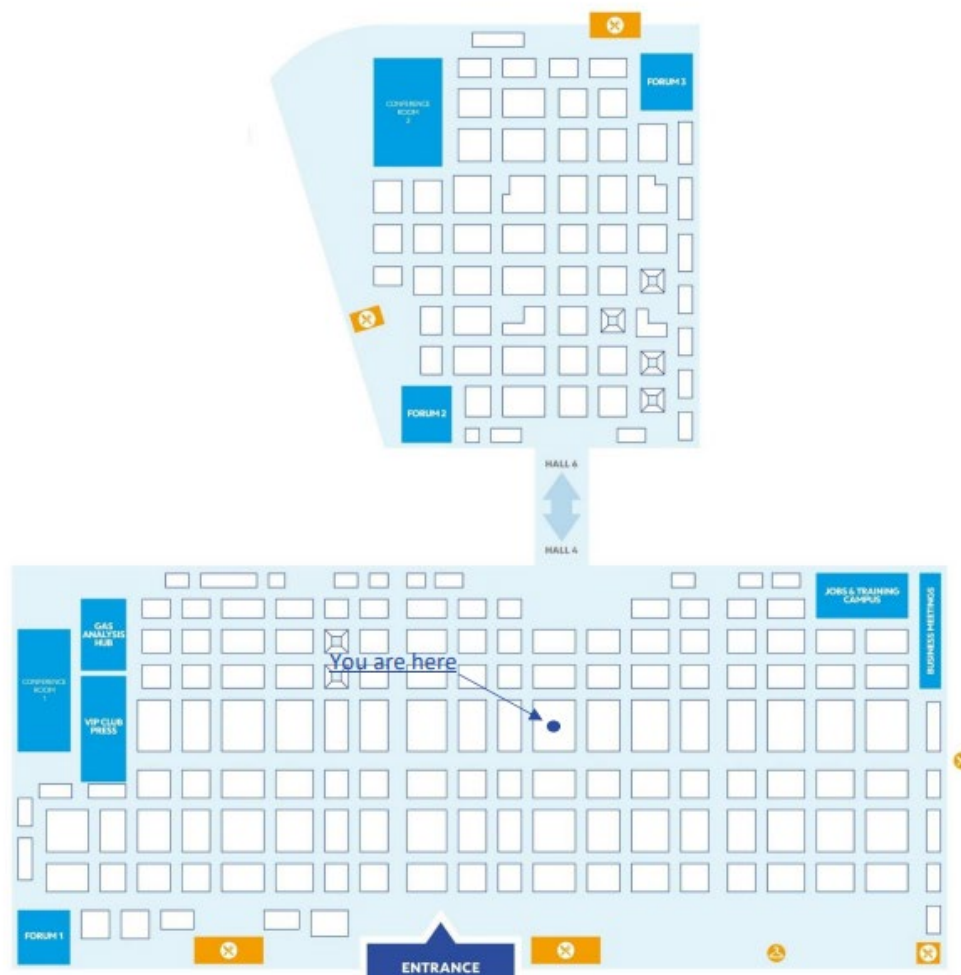 FORUM 3
CONFERENCE
ROOM
2
FORUM 2
HALL 6
HALL 4
JOBS & TRAINING
CAMPUS
BUSINESS MEETINGS
GAS
ANALYSIS
HUB
You are here
CONFERENCE
ROOM
1
VIP CLUB
PRESS
FORUM 1
ENTRANCE